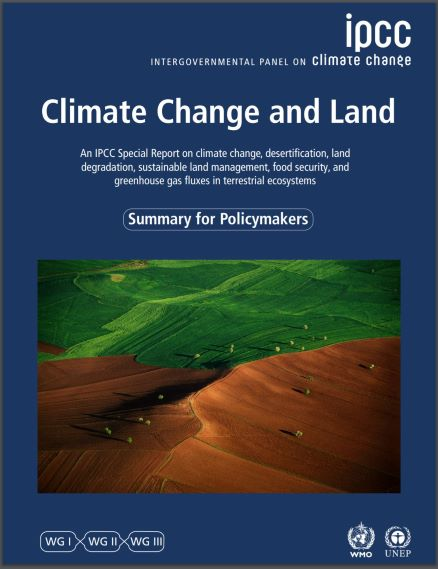 ipcc
INTERGOVERNMENTAL PANEL ON climate change
Climate Change and Land
An IPCC Special Report on climate change, desertification, land
degradation, sustainable land management, food security, and
greenhouse gas fluxes in terrestrial ecosystems
Summary for Policymakers
WG I WG II WG III
WMO UNEP